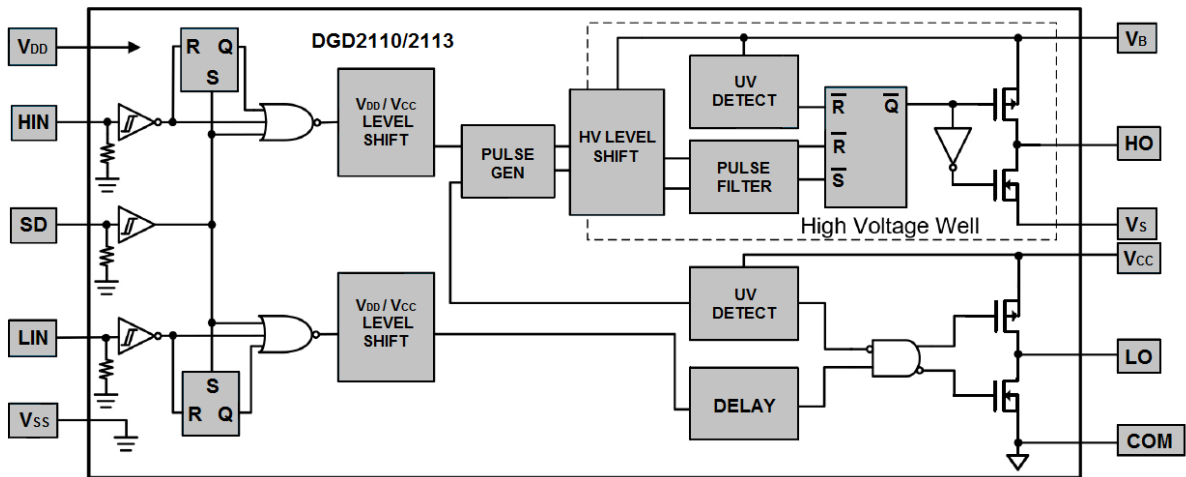 DGD2110/2113
VDD
HIN
SD
LIN
VSS
R Q
S
VDD / VCC
LEVEL
SHIFT
PULSE
GEN
HV LEVEL
SHIFT
UV
DETECT
PULSE
FILTER
R̅ Q̅
R̅
S̅
High Voltage Well
VB
HO
VS
VCC
LO
COM
S
R Q
VDD / VCC
LEVEL
SHIFT
UV
DETECT
DELAY